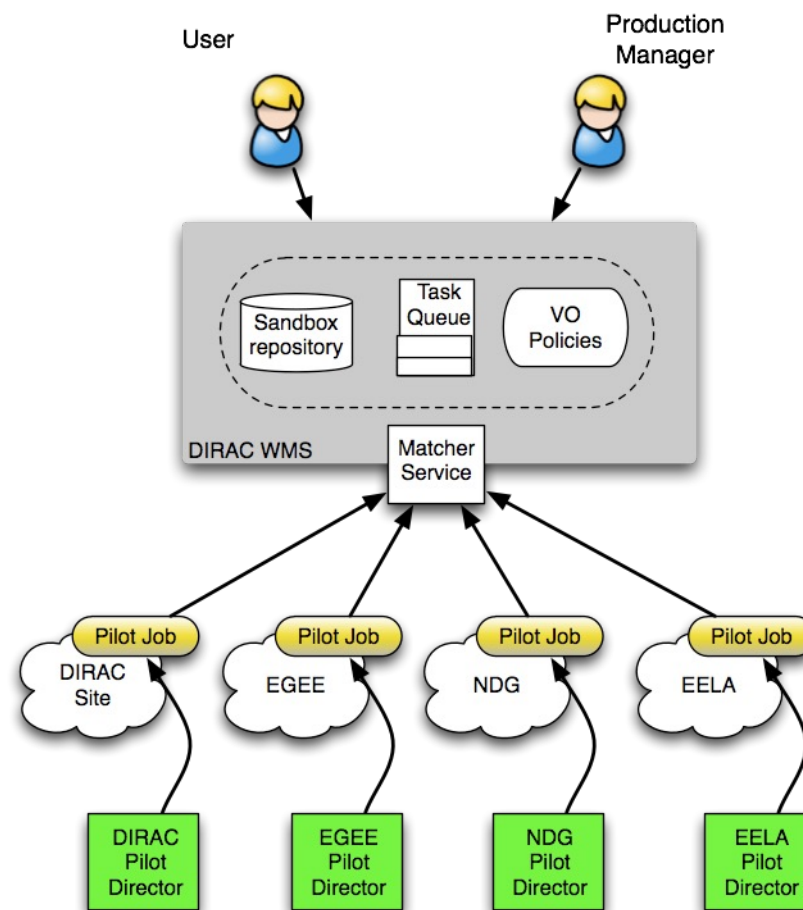 User
Production
Manager
Sandbox
repository
Task
Queue
VO
Policies
DIRAC WMS
Matcher
Service
Pilot Job
Pilot Job
Pilot Job
Pilot Job
DIRAC
Site
EGEE
NDG
EELA
DIRAC
Pilot
Director
EGEE
Pilot
Director
NDG
Pilot
Director
EELA
Pilot
Director